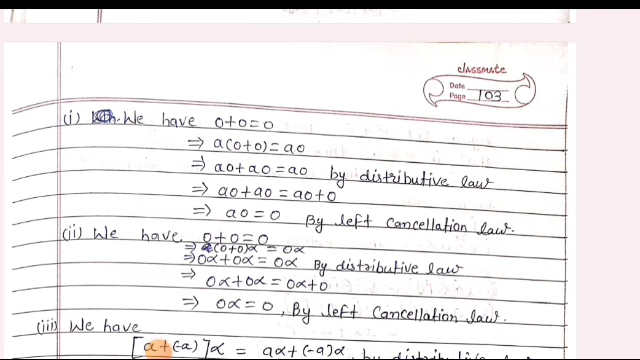 classmate
Date
Page 103
(i) We have 0+0=0
⇒ a(0+0)=a0
⇒ a0+a0=a0 by distributive law
⇒ a0+a0=a0+0
⇒ a0=0 By left cancellation law.
(ii) We have 0+0=0
⇒ (0+0)α = 0α
⇒ 0α+0α=0α By distributive law
⇒ 0α+0α=0α+0
⇒ 0α=0, By left Cancellation law.
(iii) We have
[a+(-a)]α = aα+(-a)α, by distributive law